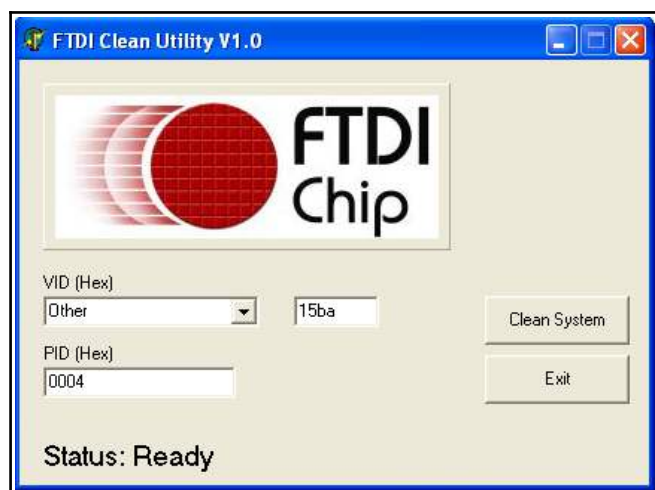 FTDI Clean Utility V1.0
FTDI
Chip
VID (Hex)
Other
15ba
Clean System
PID (Hex)
0004
Exit
Status: Ready